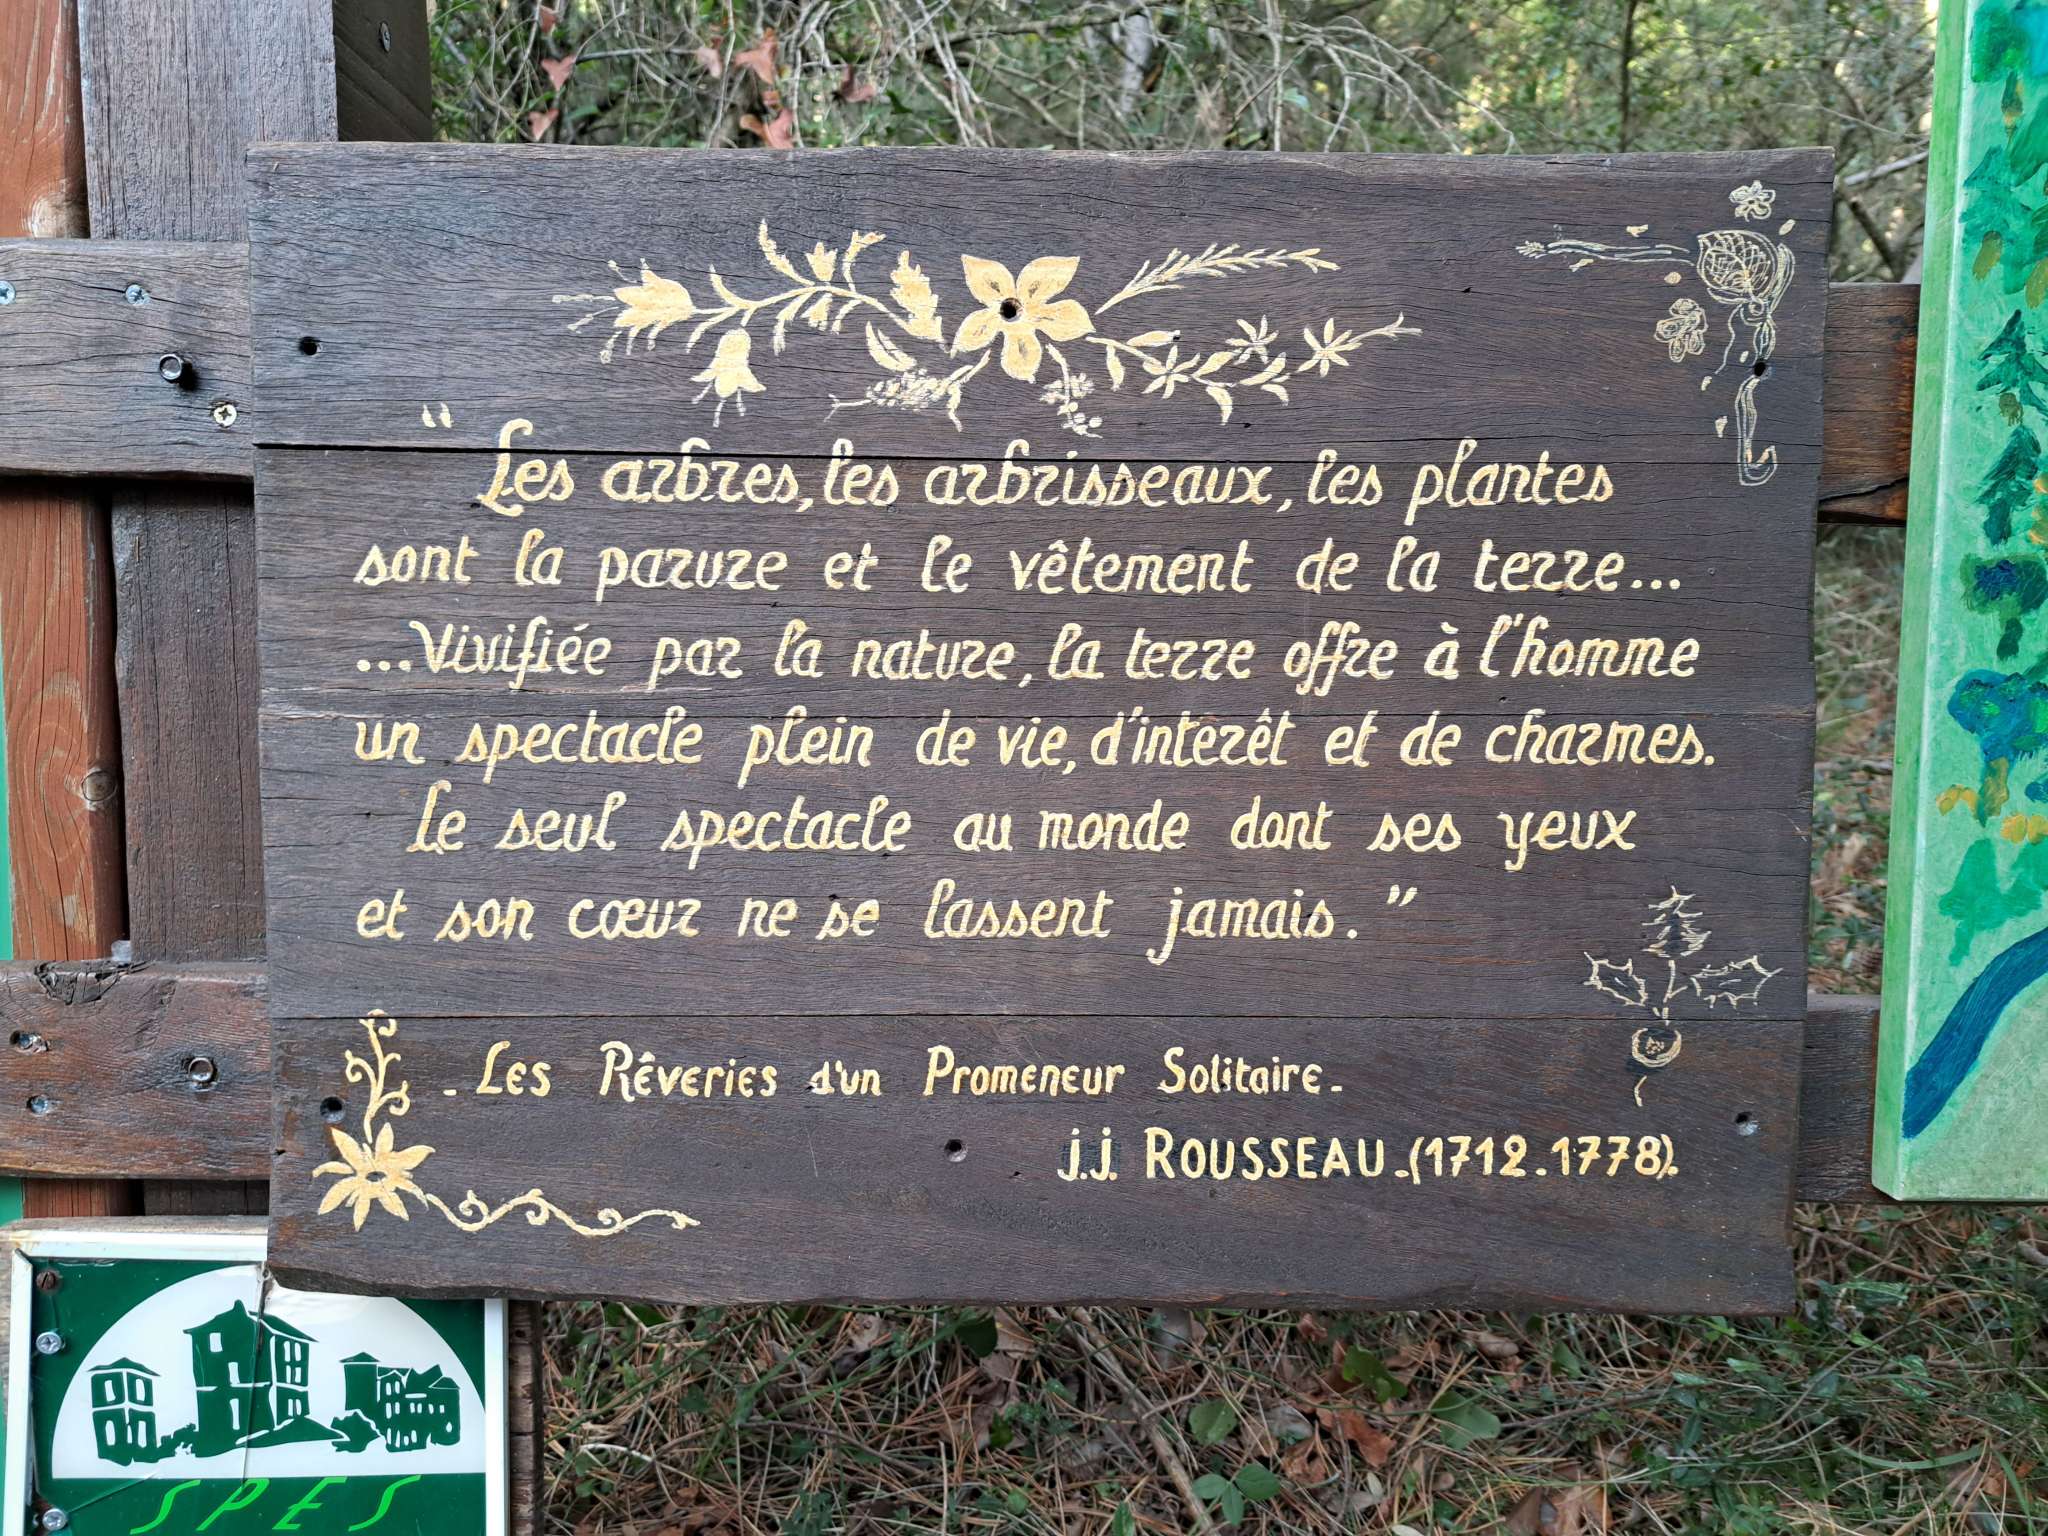 " Les arbres, les arbrisseaux, les plantes
sont la parure et le vêtement de la terre...
...Vivifiée par la nature, la terre offre à l'homme
un spectacle plein de vie, d'interêt et de charmes.
Le seul spectacle au monde dont ses yeux
et son cœur ne se lassent jamais. "
- Les Rêveries d'un Promeneur Solitaire -
J.J. ROUSSEAU. (1712 - 1778).
SPES